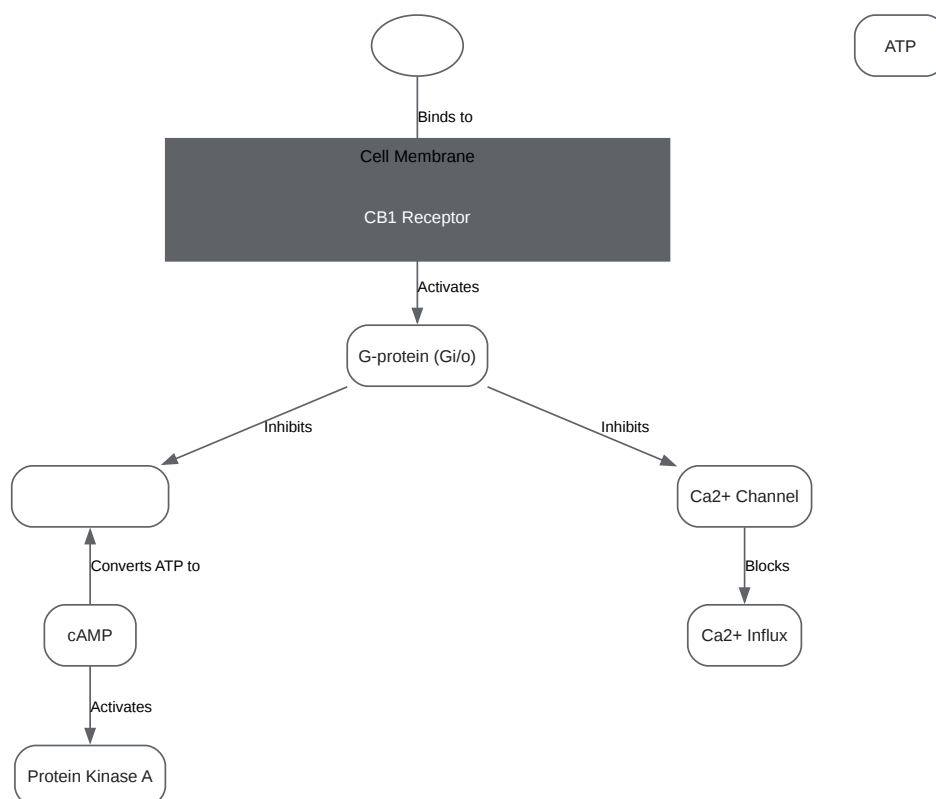 ATP
Binds to
Cell Membrane
CB1 Receptor
Activates
G-protein (Gi/o)
Inhibits
Inhibits
Ca2+ Channel
Converts ATP to
Blocks
cAMP
Ca2+ Influx
Activates
Protein Kinase A